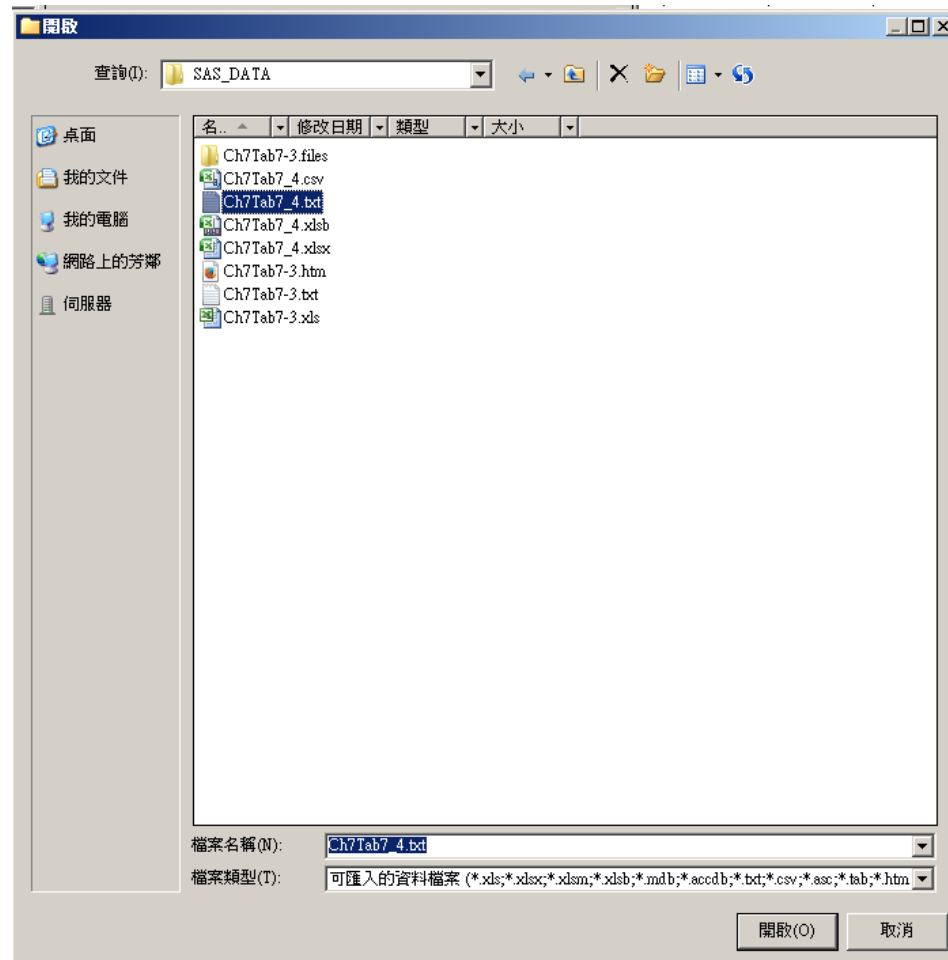 開啟
查詢(I): SAS_DATA
名.. 修改日期 類型 大小
桌面
我的文件
我的電腦
網路上的芳鄰
伺服器
Ch7Tab7-3.files
Ch7Tab7_4.csv
Ch7Tab7_4.txt
Ch7Tab7_4.xlsb
Ch7Tab7_4.xlsx
Ch7Tab7-3.htm
Ch7Tab7-3.txt
Ch7Tab7-3.xls
檔案名稱(N): Ch7Tab7_4.txt
檔案類型(T): 可匯入的資料檔案 (*.xls;*.xlsx;*.xlsm;*.xlsb;*.mdb;*.accdb;*.txt;*.csv;*.asc;*.tab;*.htm
開啟(O) 取消